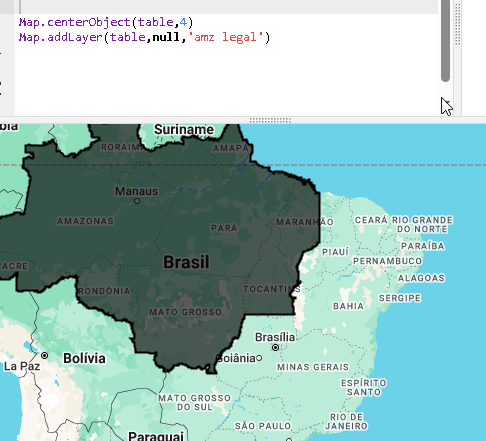 Map.centerObject(table,4)
Map.addLayer(table,null,'amz legal')
bia
Suriname
RORAIMA
AMAPÁ
Manaus
AMAZONAS
PARÁ
MARANHÃO
CEARÁ
RIO GRANDE
DO NORTE
PARAÍBA
PIAUÍ
PERNAMBUCO
ACRE
Brasil
ALAGOAS
RONDÔNIA
TOCANTINS
SERGIPE
MATO GROSSO
BAHIA
Brasília
Bolívia
Goiânia
La Paz
MINAS GERAIS
ESPÍRITO
SANTO
MATO GROSSO
DO SUL
SÃO PAULO
RIO DE
JANEIRO
Paraguai